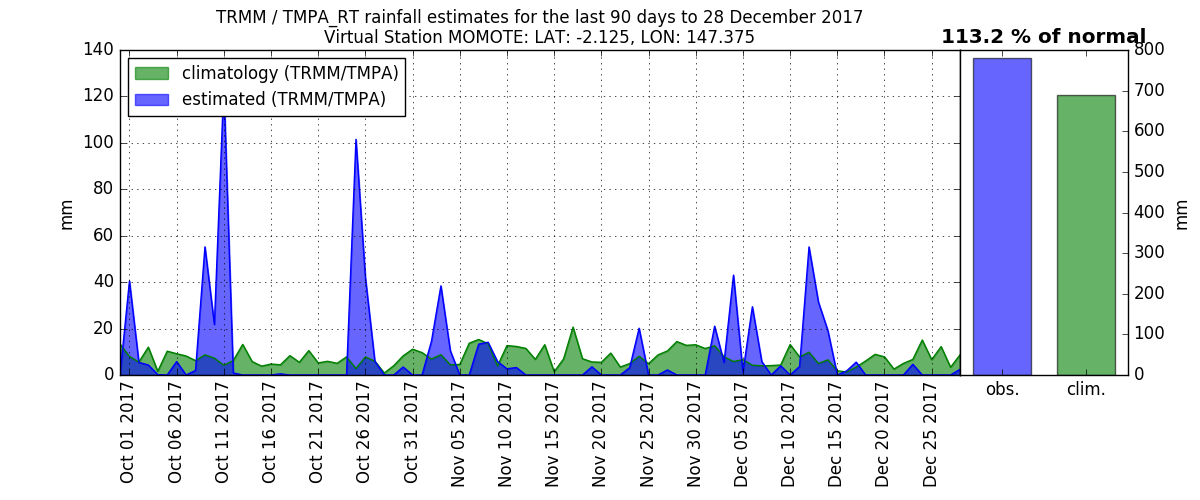 TRMM / TMPA_RT rainfall estimates for the last 90 days to 28 December 2017
Virtual Station MOMOTE: LAT: -2.125, LON: 147.375
113.2 % of normal
climatology (TRMM/TMPA)
estimated (TRMM/TMPA)
140
120
100
80
60
40
20
0
mm
Oct 01 2017
Oct 06 2017
Oct 11 2017
Oct 16 2017
Oct 21 2017
Oct 26 2017
Oct 31 2017
Nov 05 2017
Nov 10 2017
Nov 15 2017
Nov 20 2017
Nov 25 2017
Nov 30 2017
Dec 05 2017
Dec 10 2017
Dec 15 2017
Dec 20 2017
Dec 25 2017
obs.
clim.
800
700
600
500
400
300
200
100
0
mm